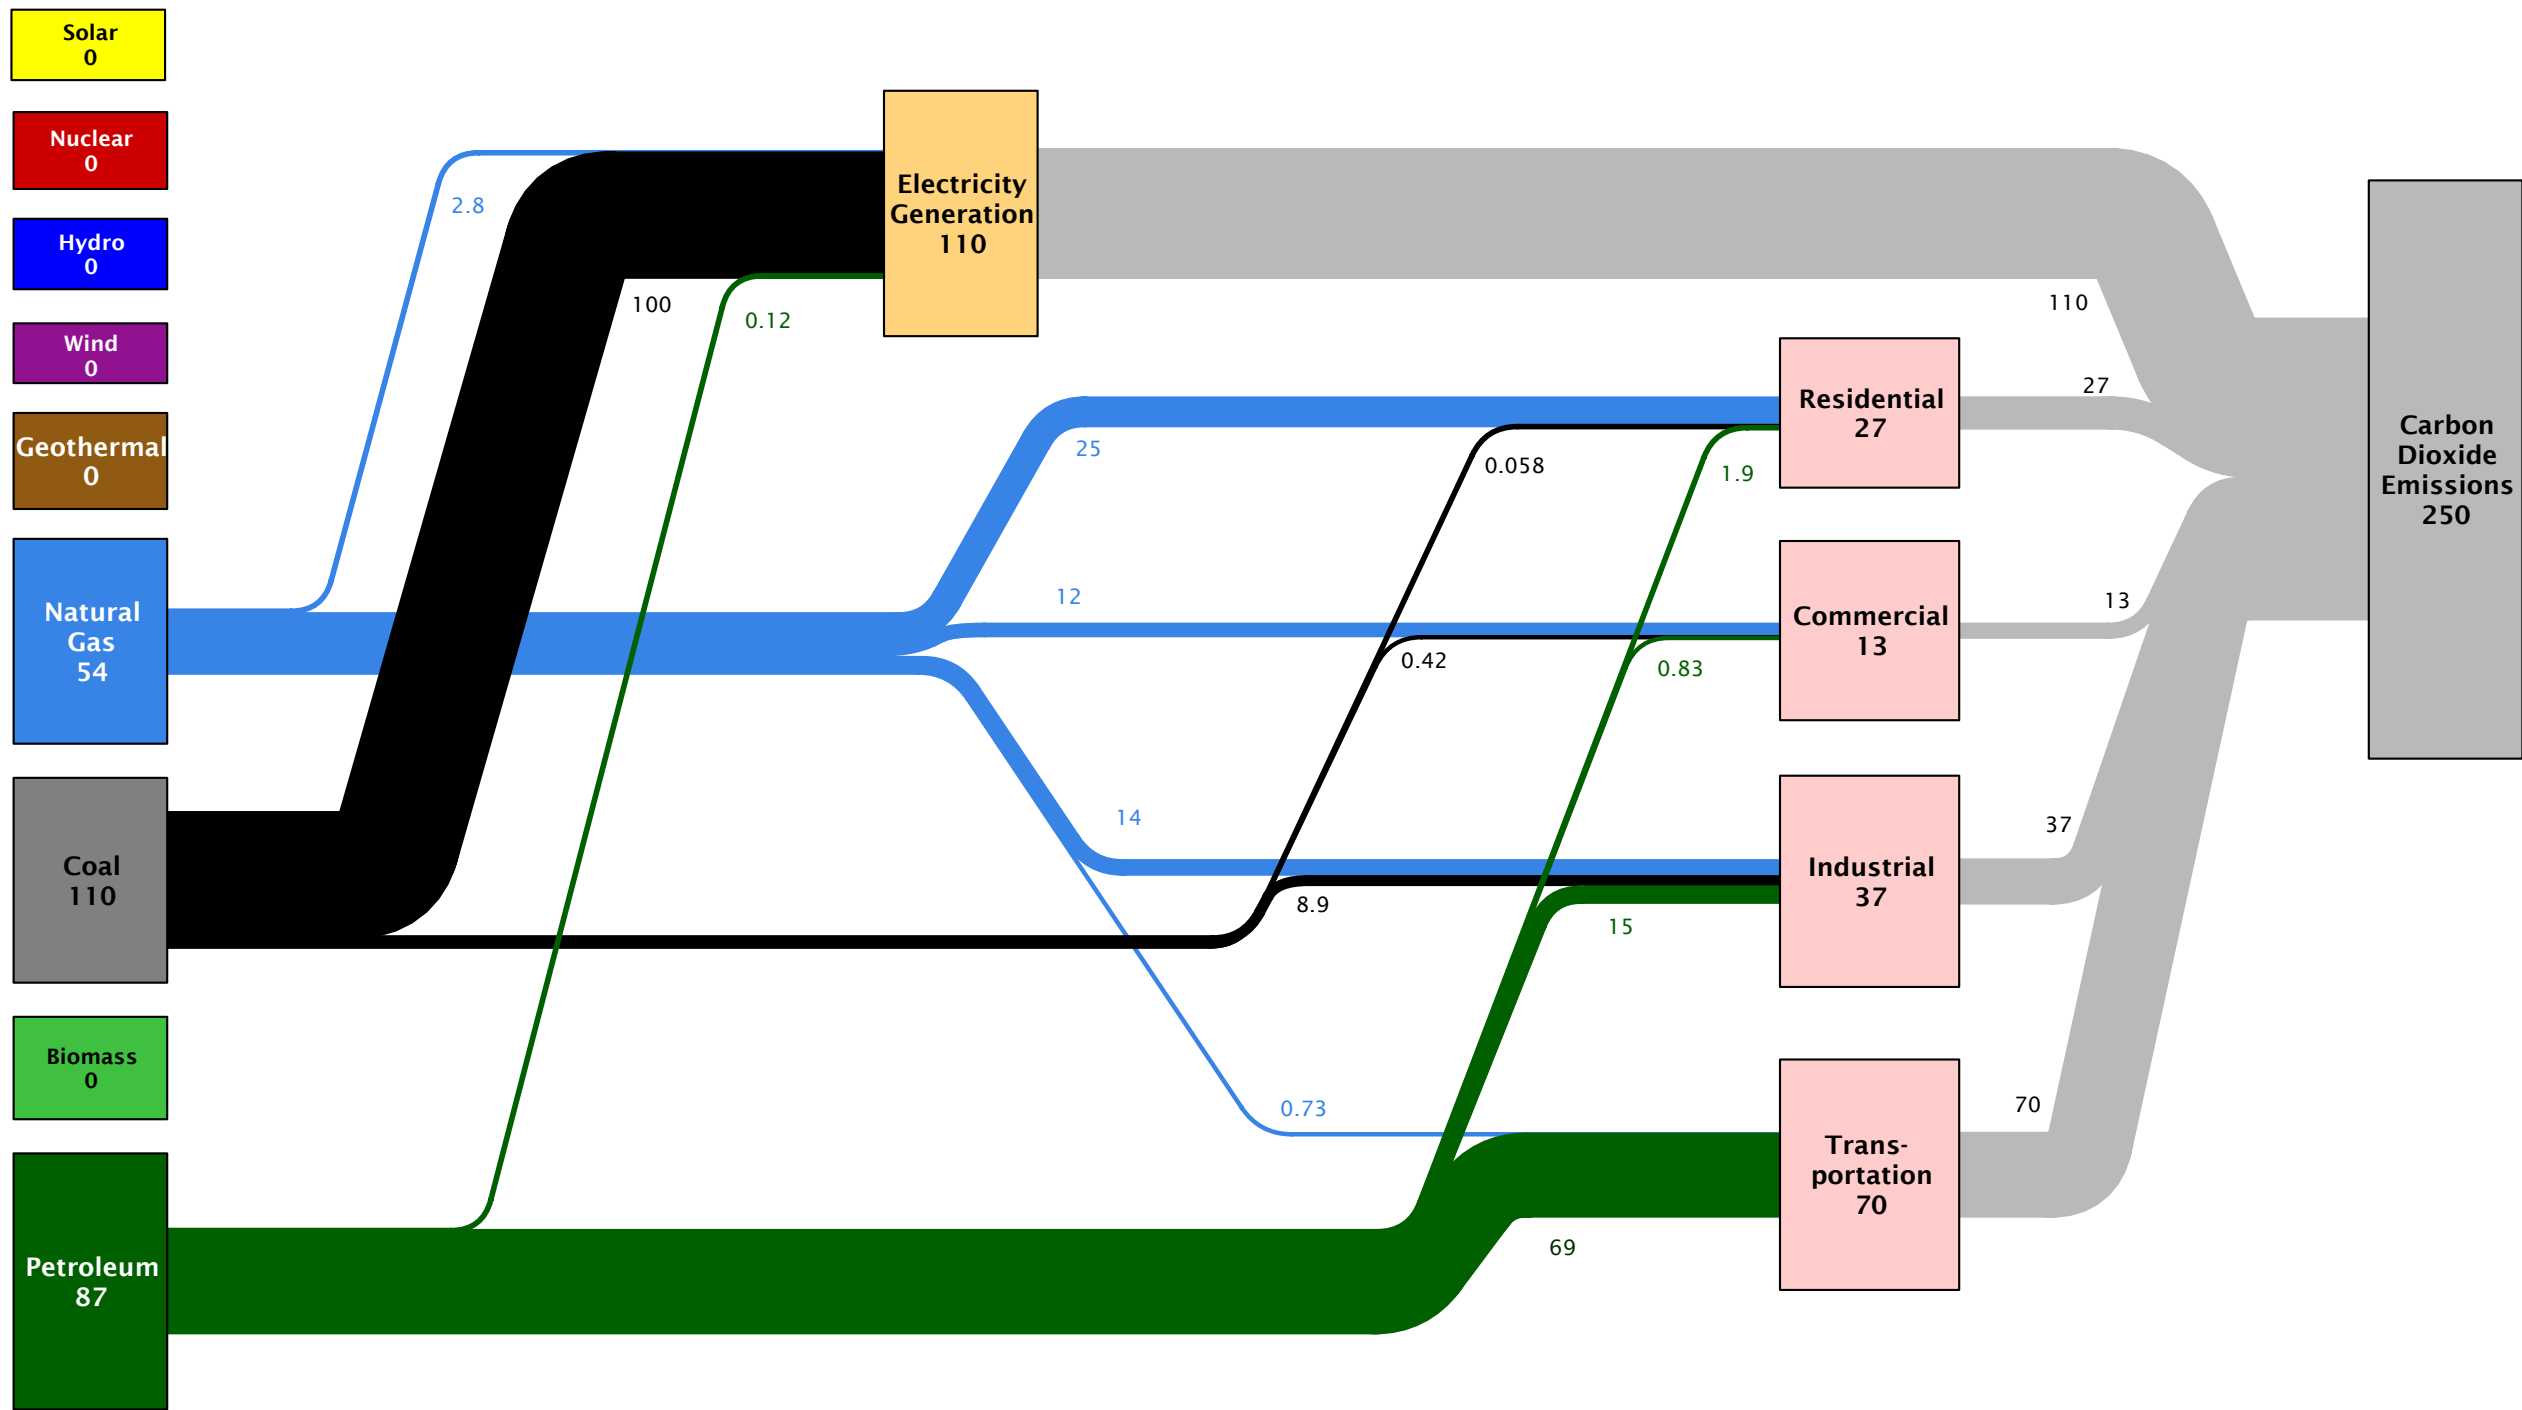 Solar
0
Nuclear
0
Hydro
0
Wind
0
Geothermal
0
Natural
Gas
54
Coal
110
Biomass
0
Petroleum
87
2.8
100
0.12
Electricity
Generation
110
25
12
14
0.73
0.058
0.42
8.9
1.9
0.83
15
69
Residential
27
Commercial
13
Industrial
37
Trans-
portation
70
110
27
13
37
70
Carbon
Dioxide
Emissions
250